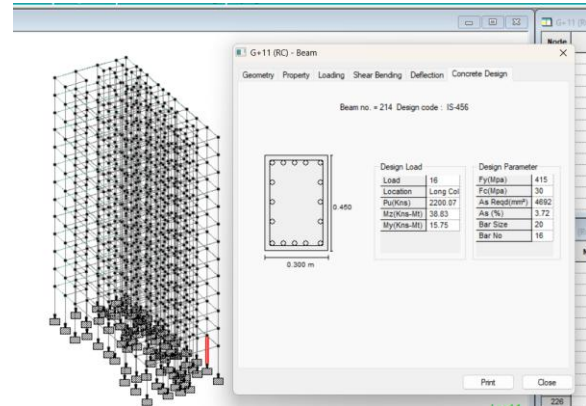 G+11 (R
Node
G+11 (RC) - Beam
Geometry Property Loading Shear Bending Deflection Concrete Design
Beam no. = 214 Design code : IS-456
0.450
0.300 m
Design Load
Load 16
Location Long Col
Pu(Kns) 2200.07
Mz(Kns-Mt) 38.83
My(Kns-Mt) 15.75
Design Parameter
Fy(Mpa) 415
Fc(Mpa) 30
As Reqd(mm²) 4692
As (%) 3.72
Bar Size 20
Bar No 16
Print Close
226